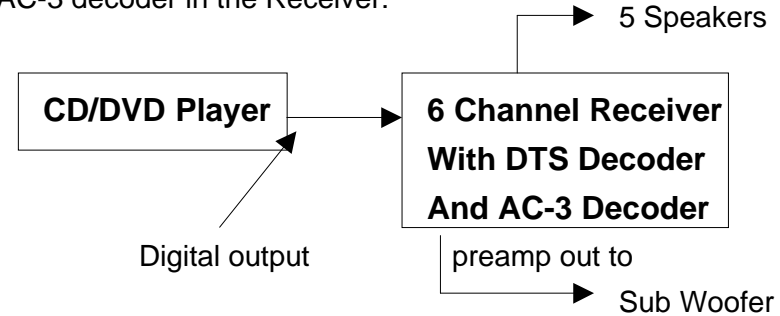 AC-3 decoder in the Receiver.
5 Speakers
CD/DVD Player
6 Channel Receiver
With DTS Decoder
And AC-3 Decoder
Digital output
preamp out to
Sub Woofer